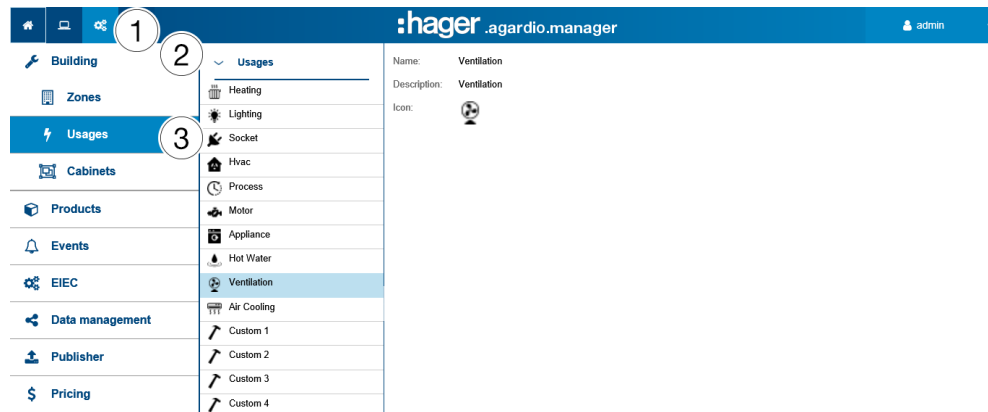 :hager .agardio.manager
admin
1
2
3
Building
Zones
Usages
Cabinets
Products
Events
EIEC
Data management
Publisher
Pricing
Usages
Heating
Lighting
Socket
Hvac
Process
Motor
Appliance
Hot Water
Ventilation
Air Cooling
Custom 1
Custom 2
Custom 3
Custom 4
Name: Ventilation
Description: Ventilation
Icon: